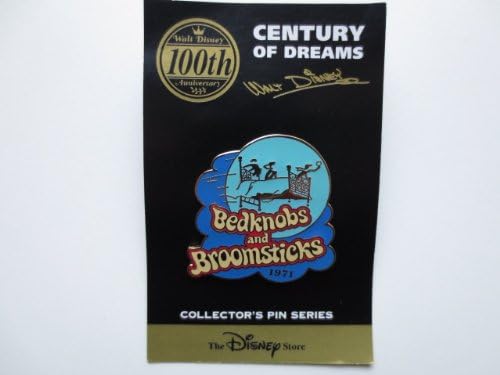 Walt Disney
100th
Anniversary
CENTURY
OF DREAMS
Walt Disney
Bedknobs
and
Broomsticks
1971
COLLECTOR'S PIN SERIES
The Disney Store